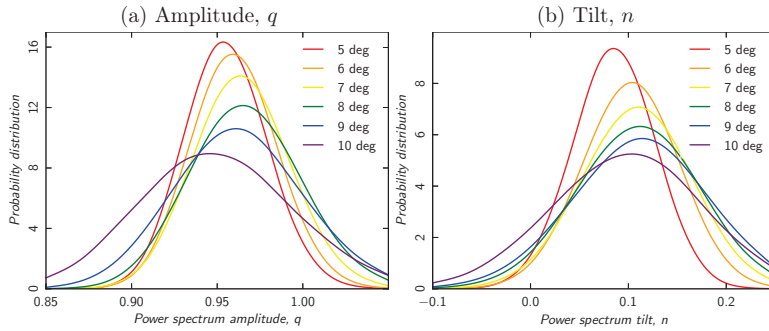 (a) Amplitude, q
Probability distribution
16
12
8
4
0
0.85 0.90 0.95 1.00
Power spectrum amplitude, q
5 deg
6 deg
7 deg
8 deg
9 deg
10 deg
(b) Tilt, n
Probability distribution
8
6
4
2
0
−0.1 0.0 0.1 0.2
Power spectrum tilt, n
5 deg
6 deg
7 deg
8 deg
9 deg
10 deg